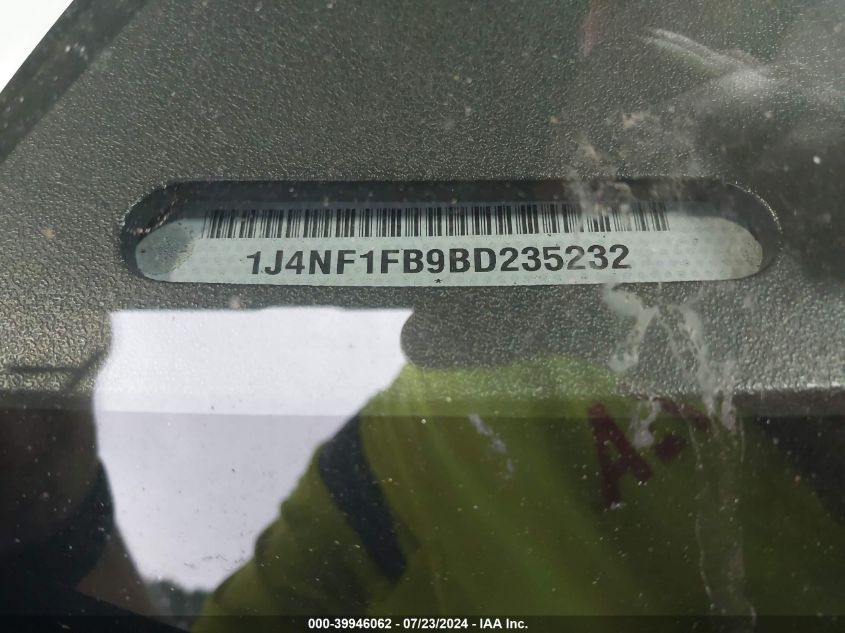 1J4NF1FB9BD235232
A-
000-39946062 - 07/23/2024 - IAA Inc.